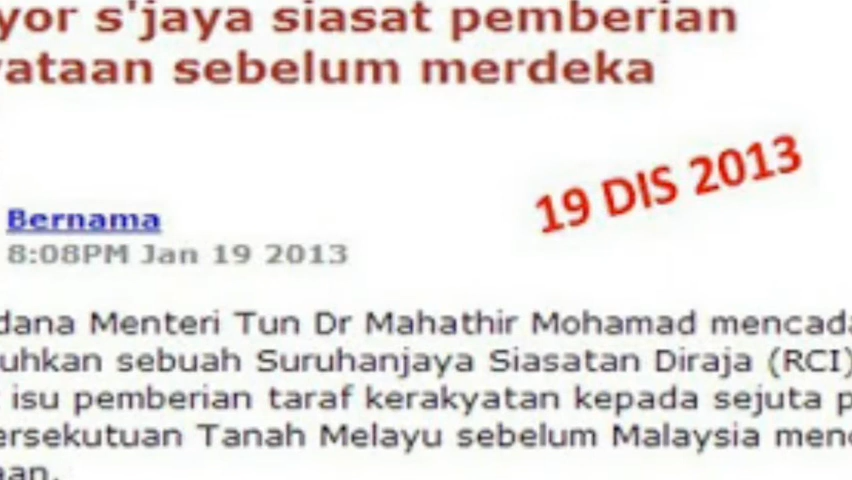 yor s'jaya siasat pemberian
yataan sebelum merdeka
19 DIS 2013
Bernama
8:08PM Jan 19 2013
dana Menteri Tun Dr Mahathir Mohamad mencada
uhkan sebuah Suruhanjaya Siasatan Diraja (RCI)
isu pemberian taraf kerakyatan kepada sejuta p
ersekutuan Tanah Melayu sebelum Malaysia men
aan.